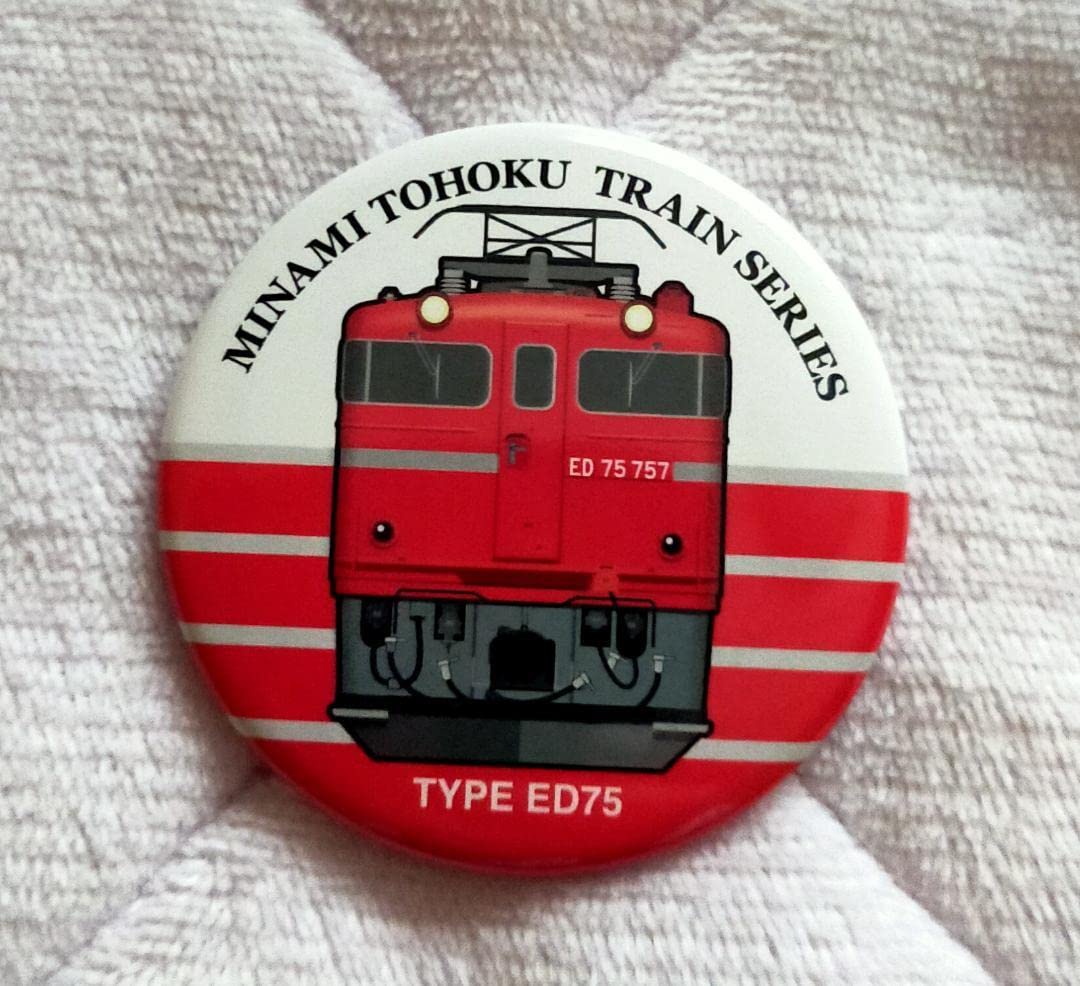 MINAMI TOHOKU TRAIN SERIES
ED 75 757
TYPE ED75